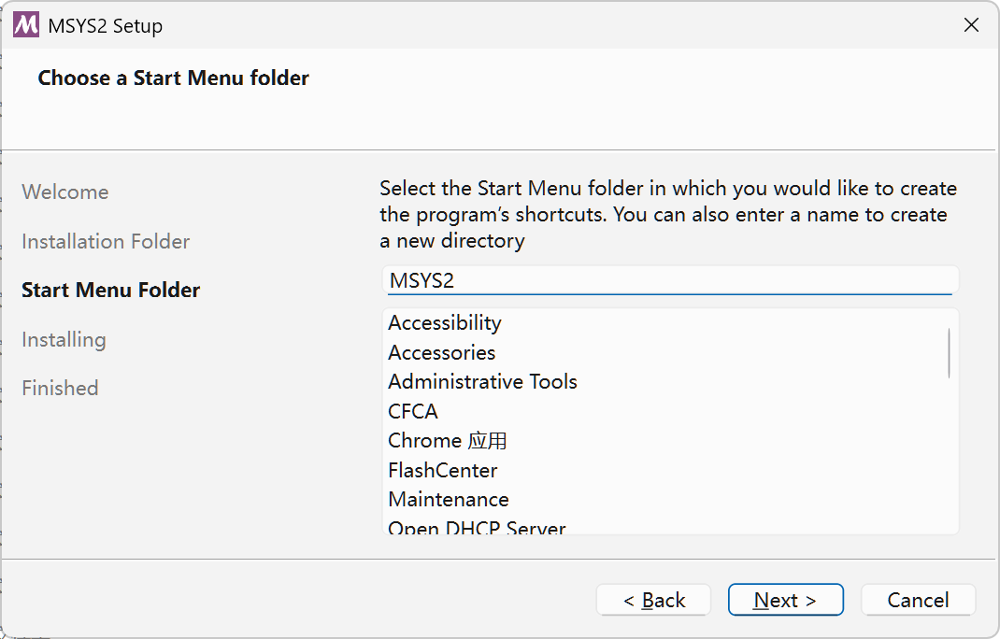 MSYS2 Setup
Choose a Start Menu folder
Welcome
Installation Folder
Start Menu Folder
Installing
Finished
Select the Start Menu folder in which you would like to create
the program's shortcuts. You can also enter a name to create
a new directory
MSYS2
Accessibility
Accessories
Administrative Tools
CFCA
Chrome 应用
FlashCenter
Maintenance
Open DHCP Server
< Back
Next >
Cancel